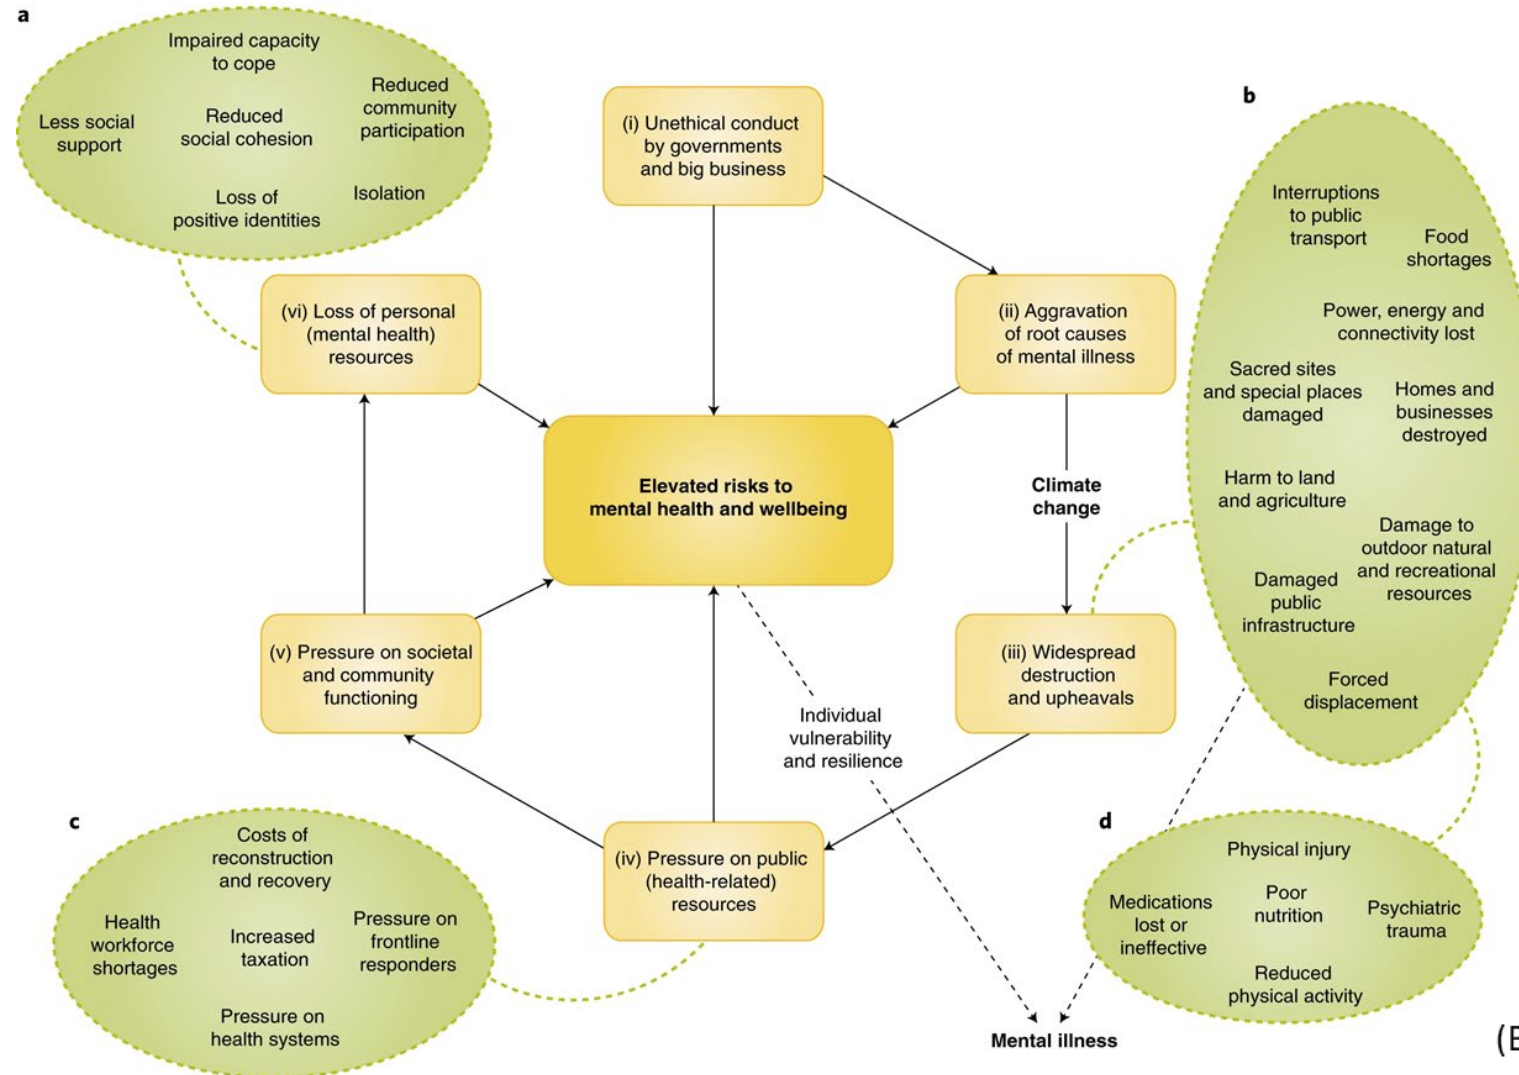 a
Impaired capacity
to cope
Less social
support
Reduced
social cohesion
Reduced
community
participation
Loss of
positive identities
Isolation
(i) Unethical conduct
by governments
and big business
b
Interruptions
to public
transport
Food
shortages
Power, energy and
connectivity lost
Sacred sites
and special places
damaged
Homes and
businesses
destroyed
Harm to land
and agriculture
Damage to
outdoor natural
and recreational
resources
Damaged
public
infrastructure
Forced
displacement
(vi) Loss of personal
(mental health)
resources
(ii) Aggravation
of root causes
of mental illness
Elevated risks to
mental health and wellbeing
Climate
change
(v) Pressure on societal
and community
functioning
(iii) Widespread
destruction
and upheavals
Individual
vulnerability
and resilience
(iv) Pressure on public
(health-related)
resources
c
Costs of
reconstruction
and recovery
Health
workforce
shortages
Increased
taxation
Pressure on
frontline
responders
Pressure on
health systems
d
Physical injury
Medications
lost or
ineffective
Poor
nutrition
Psychiatric
trauma
Reduced
physical activity
Mental illness